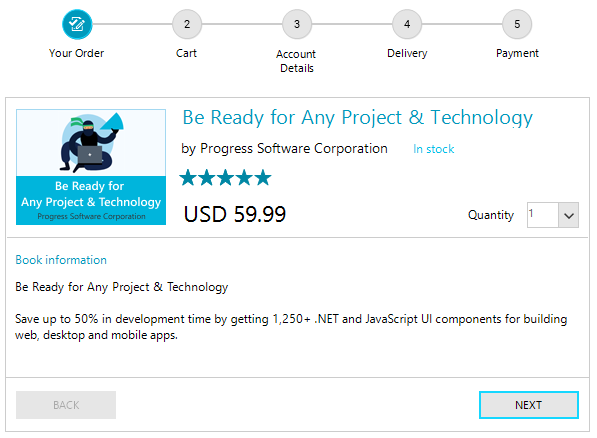 2
3
4
5
Your Order
Cart
Account
Details
Delivery
Payment
Be Ready for
Any Project & Technology
Progress Software Corporation
Be Ready for Any Project & Technology
by Progress Software Corporation
In stock
USD 59.99
Quantity
1
Book information
Be Ready for Any Project & Technology
Save up to 50% in development time by getting 1,250+ .NET and JavaScript UI components for building
web, desktop and mobile apps.
BACK
NEXT